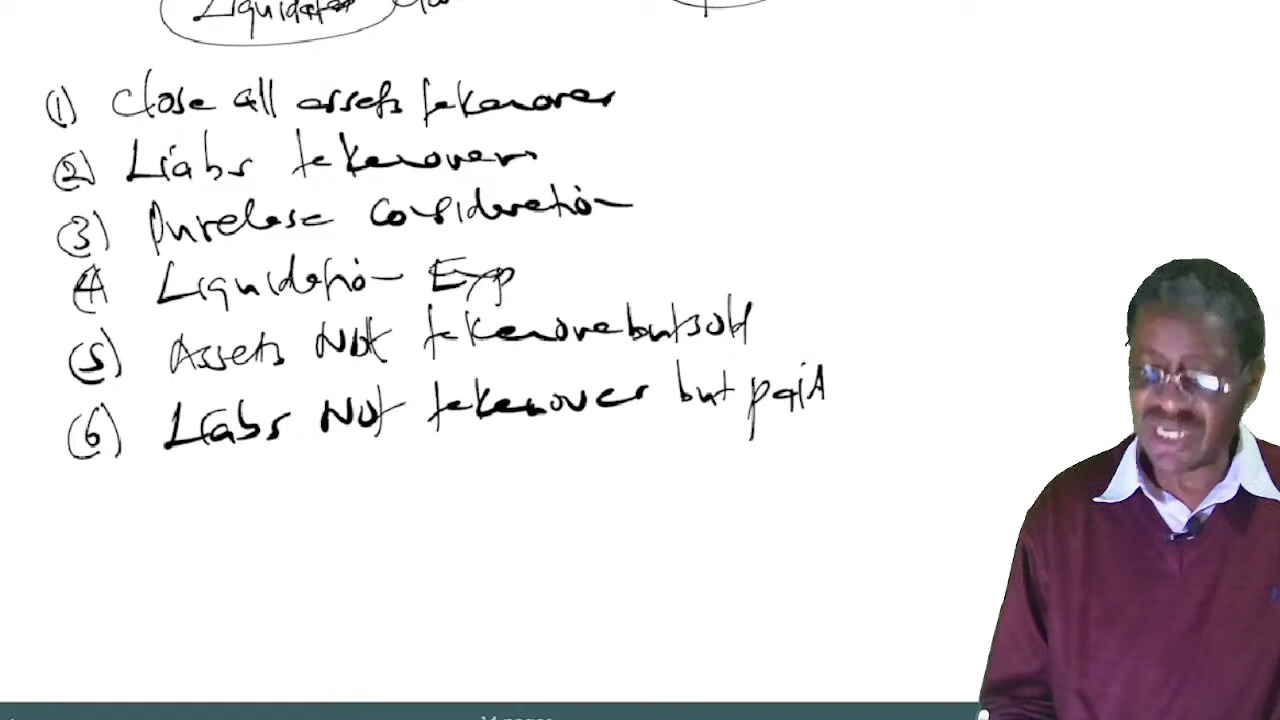 Liquidated
(1) Close all assets takenover
(2) Liabs takenover
(3) Purchase Consideration
4 Liquidation Exp
(5) Assets Not takenover but sold
(6) Liabs Not takenover but paid